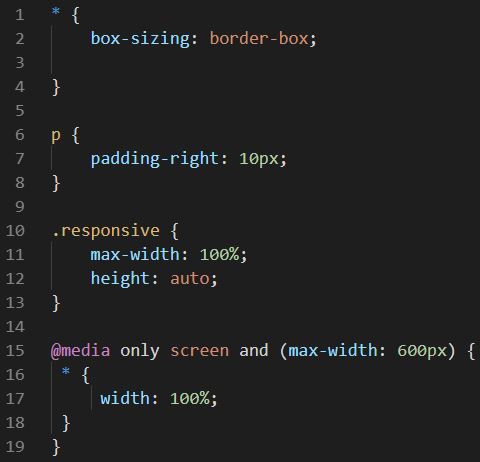 1 * {
2     box-sizing: border-box;
3
4 }
5
6 p {
7     padding-right: 10px;
8 }
9
10 .responsive {
11     max-width: 100%;
12     height: auto;
13 }
14
15 @media only screen and (max-width: 600px) {
16  * {
17      width: 100%;
18  }
19 }